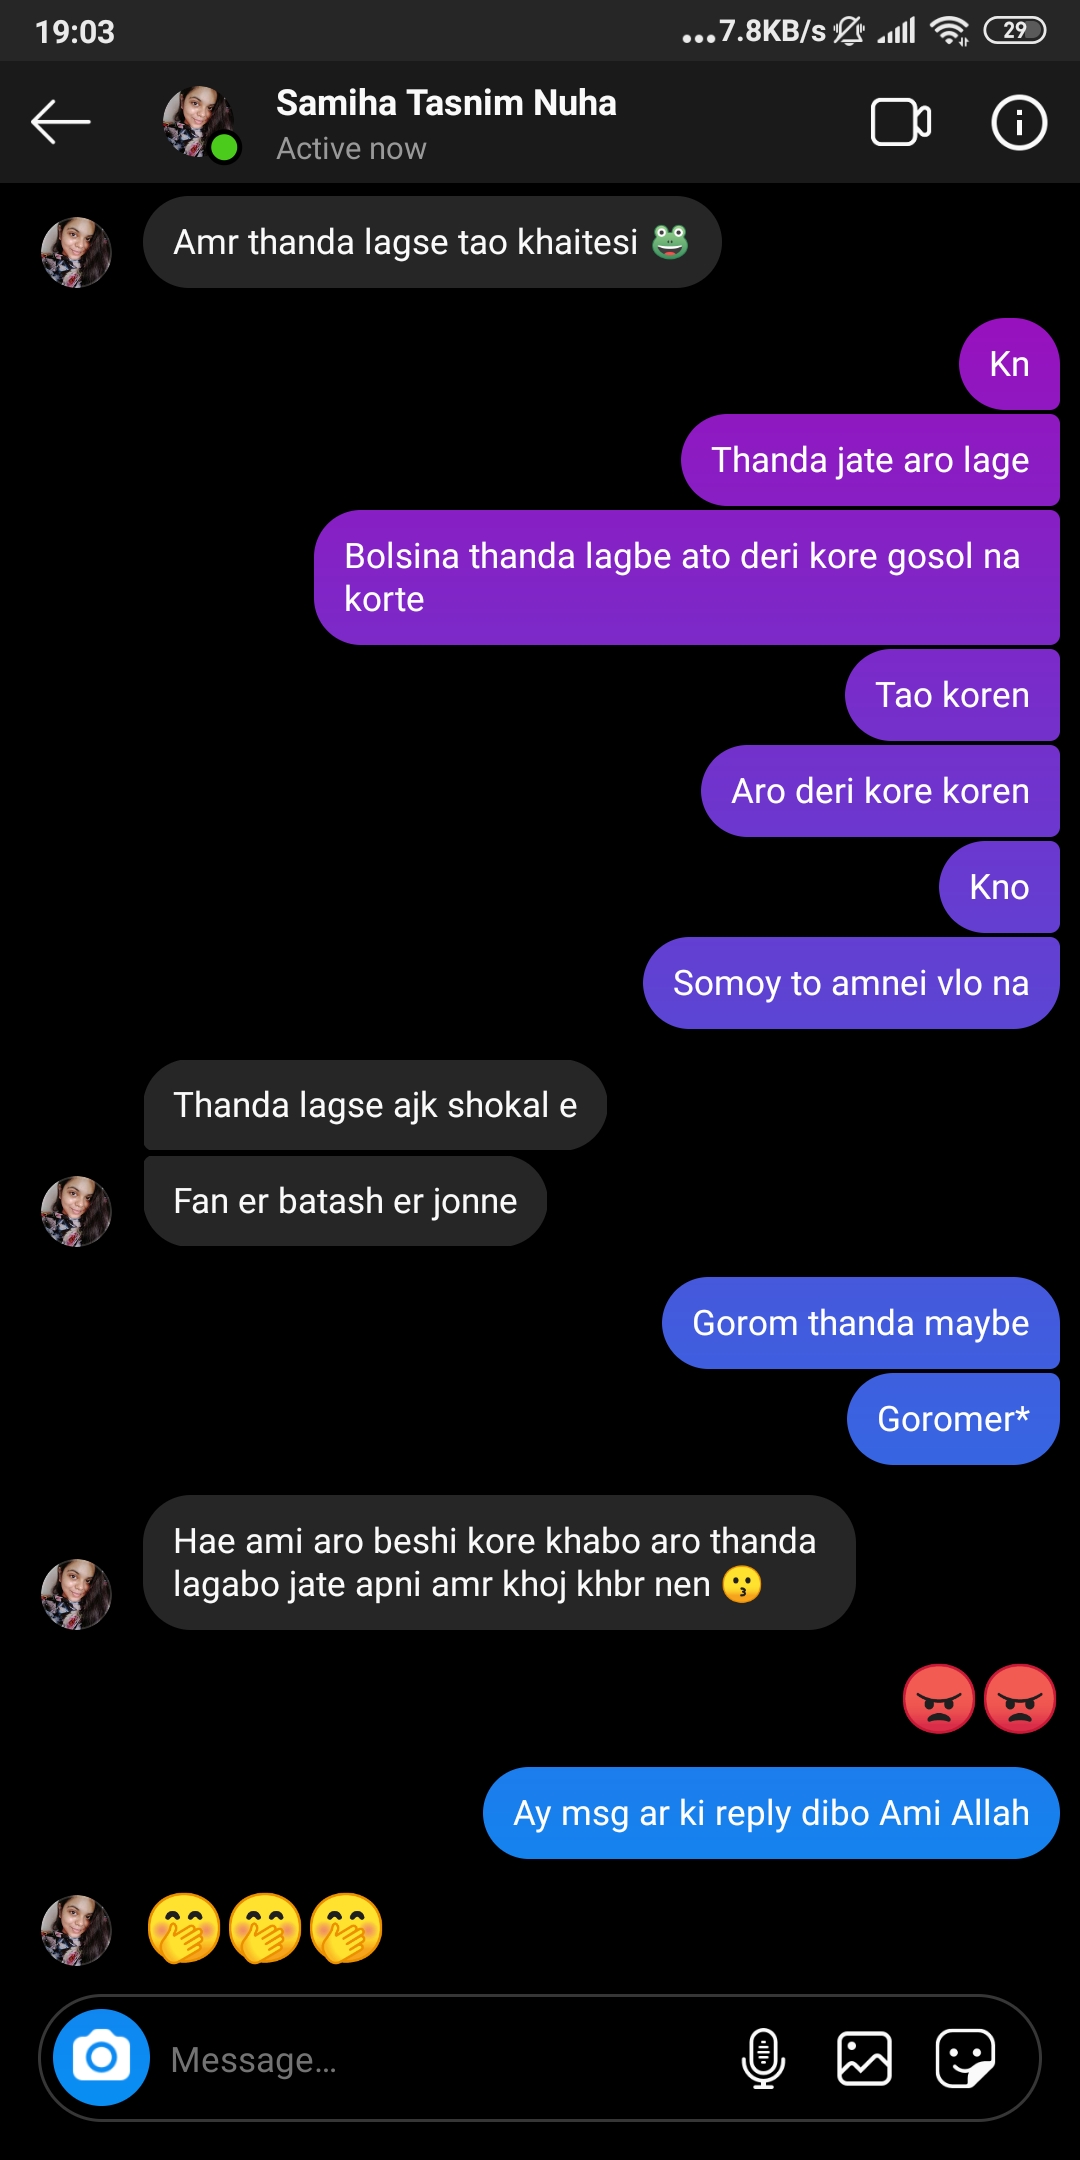 19:03
...7.8KB/s 29
Samiha Tasnim Nuha
Active now
Amr thanda lagse tao khaitesi 🐸
Kn
Thanda jate aro lage
Bolsina thanda lagbe ato deri kore gosol na
korte
Tao koren
Aro deri kore koren
Kno
Somoy to amnei vlo na
Thanda lagse ajk shokal e
Fan er batash er jonne
Gorom thanda maybe
Goromer*
Hae ami aro beshi kore khabo aro thanda
lagabo jate apni amr khoj khbr nen 😗
😡😡
Ay msg ar ki reply dibo Ami Allah
🤭🤭🤭
Message...